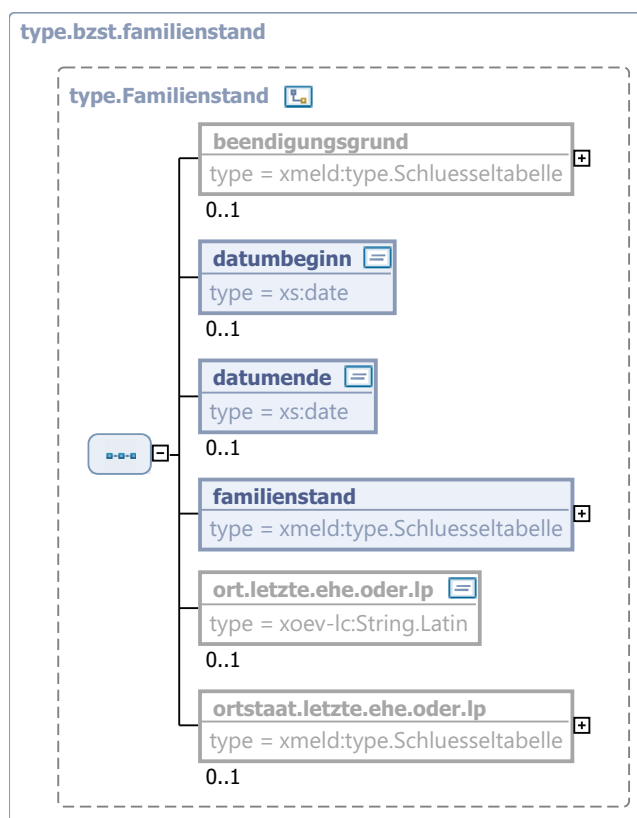 type.bzst.familienstand
type.Familienstand
beendigungsgrund
type = xmeld:type.Schluesseltabelle
0..1
datumbeginn
type = xs:date
0..1
datumende
type = xs:date
0..1
familienstand
type = xmeld:type.Schluesseltabelle
ort.letzte.ehe.oder.lp
type = xoev-lc:String.Latin
0..1
ortstaat.letzte.ehe.oder.lp
type = xmeld:type.Schluesseltabelle
0..1